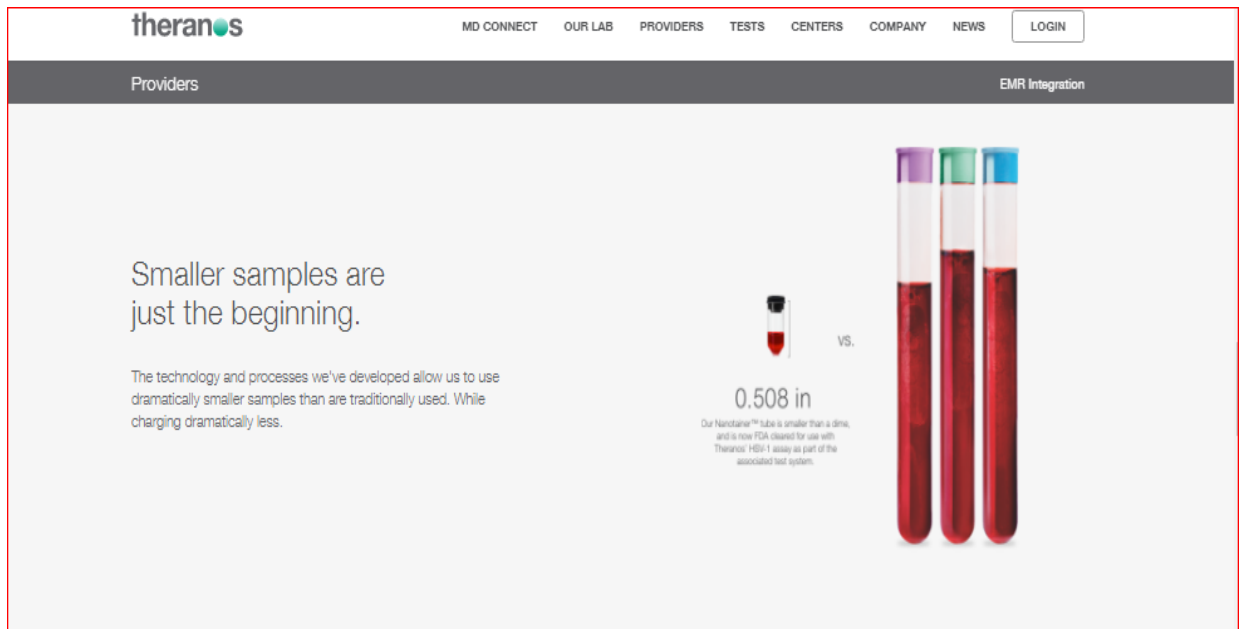 theranos
MD CONNECT OUR LAB PROVIDERS TESTS CENTERS COMPANY NEWS LOGIN
Providers EMR Integration
Smaller samples are
just the beginning.
The technology and processes we've developed allow us to use
dramatically smaller samples than are traditionally used. While
charging dramatically less.
vs.
0.508 in
Our Nanotainer™ tube is smaller than a dime,
and is now FDA cleared for use with
Theranos' HSV-1 assay as part of the
associated test system.